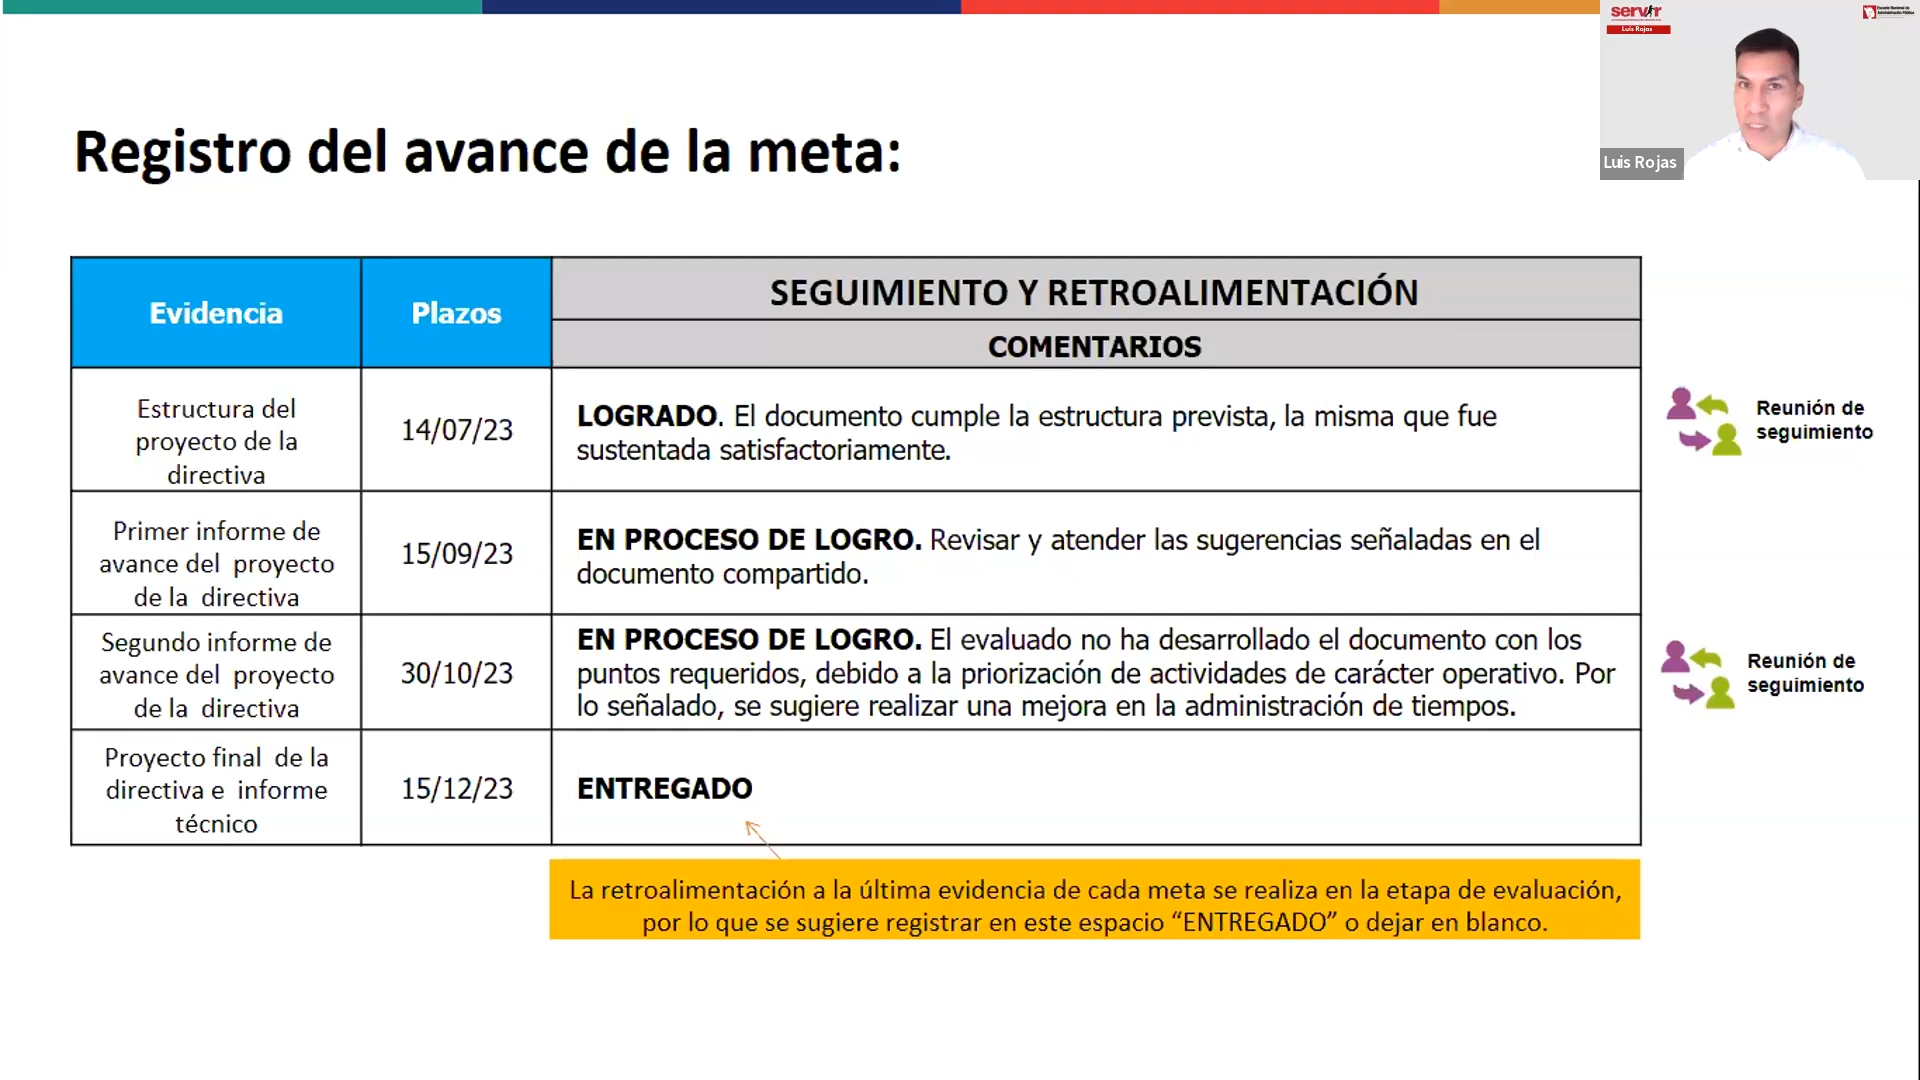 servir
Luis Rojas
Escuela Nacional de
Administración Pública
Luis Rojas
Registro del avance de la meta:
Evidencia
Plazos
SEGUIMIENTO Y RETROALIMENTACIÓN
COMENTARIOS
Estructura del
proyecto de la
directiva
14/07/23
LOGRADO. El documento cumple la estructura prevista, la misma que fue
sustentada satisfactoriamente.
Reunión de
seguimiento
Primer informe de
avance del proyecto
de la directiva
15/09/23
EN PROCESO DE LOGRO. Revisar y atender las sugerencias señaladas en el
documento compartido.
Segundo informe de
avance del proyecto
de la directiva
30/10/23
EN PROCESO DE LOGRO. El evaluado no ha desarrollado el documento con los
puntos requeridos, debido a la priorización de actividades de carácter operativo. Por
lo señalado, se sugiere realizar una mejora en la administración de tiempos.
Reunión de
seguimiento
Proyecto final de la
directiva e informe
técnico
15/12/23
ENTREGADO
La retroalimentación a la última evidencia de cada meta se realiza en la etapa de evaluación,
por lo que se sugiere registrar en este espacio “ENTREGADO” o dejar en blanco.